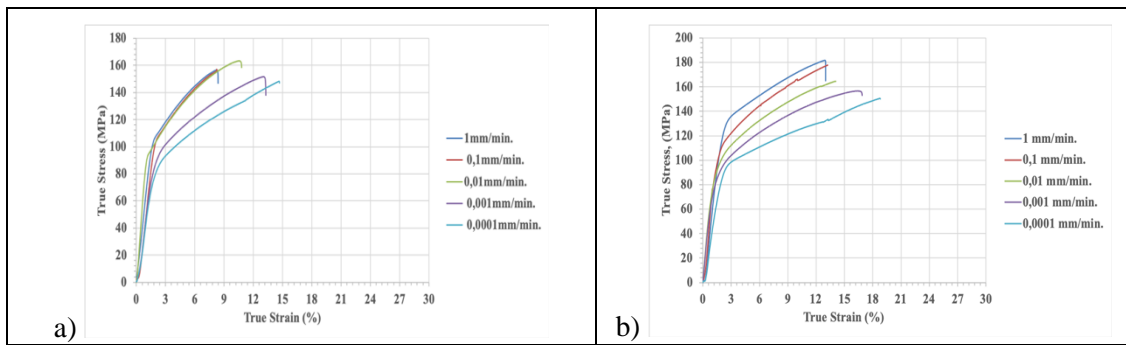 180
160
140
120
100
80
60
40
20
0
True Stress (MPa)
0 3 6 9 12 15 18 21 24 27 30
True Strain (%)
1mm/min.
0,1mm/min.
0,01mm/min.
0,001mm/min.
0,0001mm/min.
a)
200
180
160
140
120
100
80
60
40
20
0
True Stress, (MPa)
0 3 6 9 12 15 18 21 24 27 30
True Strain (%)
1 mm/min.
0,1 mm/min.
0,01 mm/min.
0,001 mm/min.
0,0001 mm/min.
b)